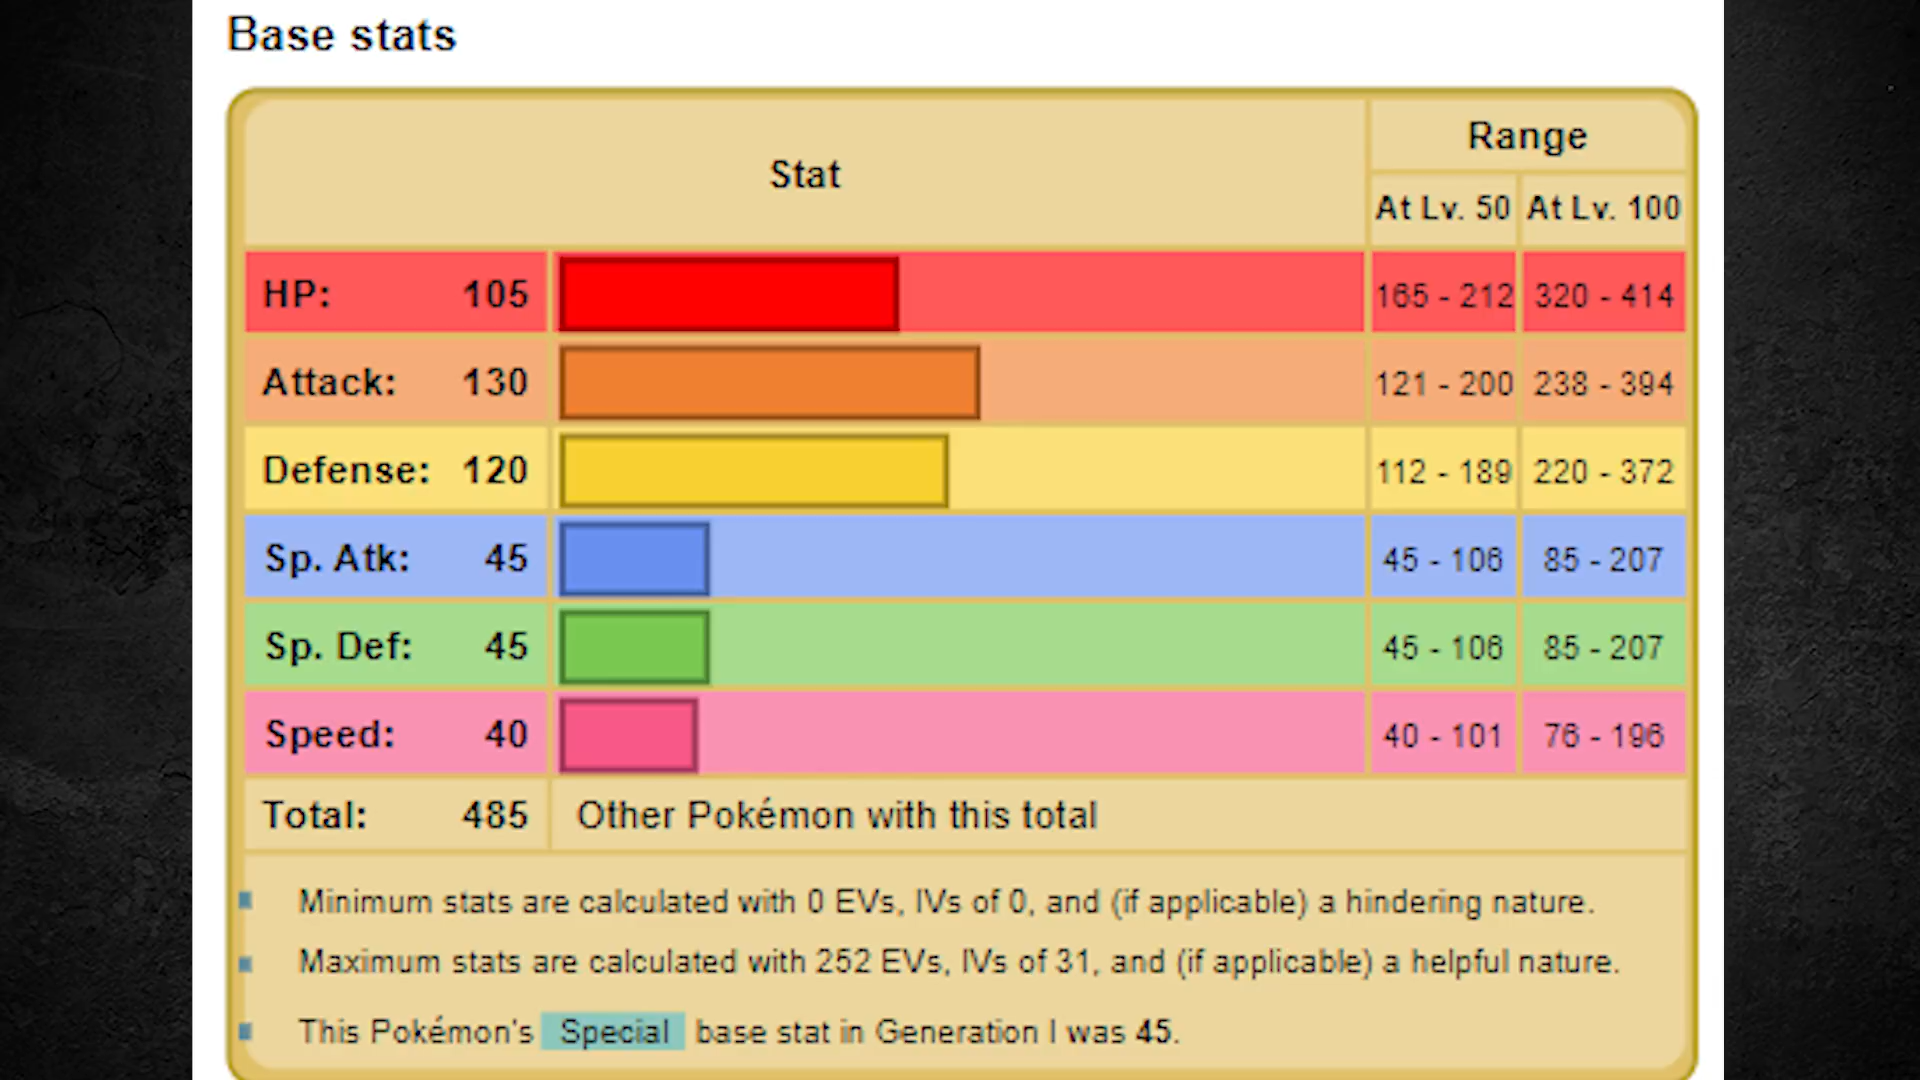 Base stats
Stat Range
At Lv. 50 At Lv. 100
HP: 105 165 - 212 320 - 414
Attack: 130 121 - 200 238 - 394
Defense: 120 112 - 189 220 - 372
Sp. Atk: 45 45 - 106 85 - 207
Sp. Def: 45 45 - 106 85 - 207
Speed: 40 40 - 101 76 - 196
Total: 485 Other Pokémon with this total
Minimum stats are calculated with 0 EVs, IVs of 0, and (if applicable) a hindering nature.
Maximum stats are calculated with 252 EVs, IVs of 31, and (if applicable) a helpful nature.
This Pokémon's Special base stat in Generation I was 45.